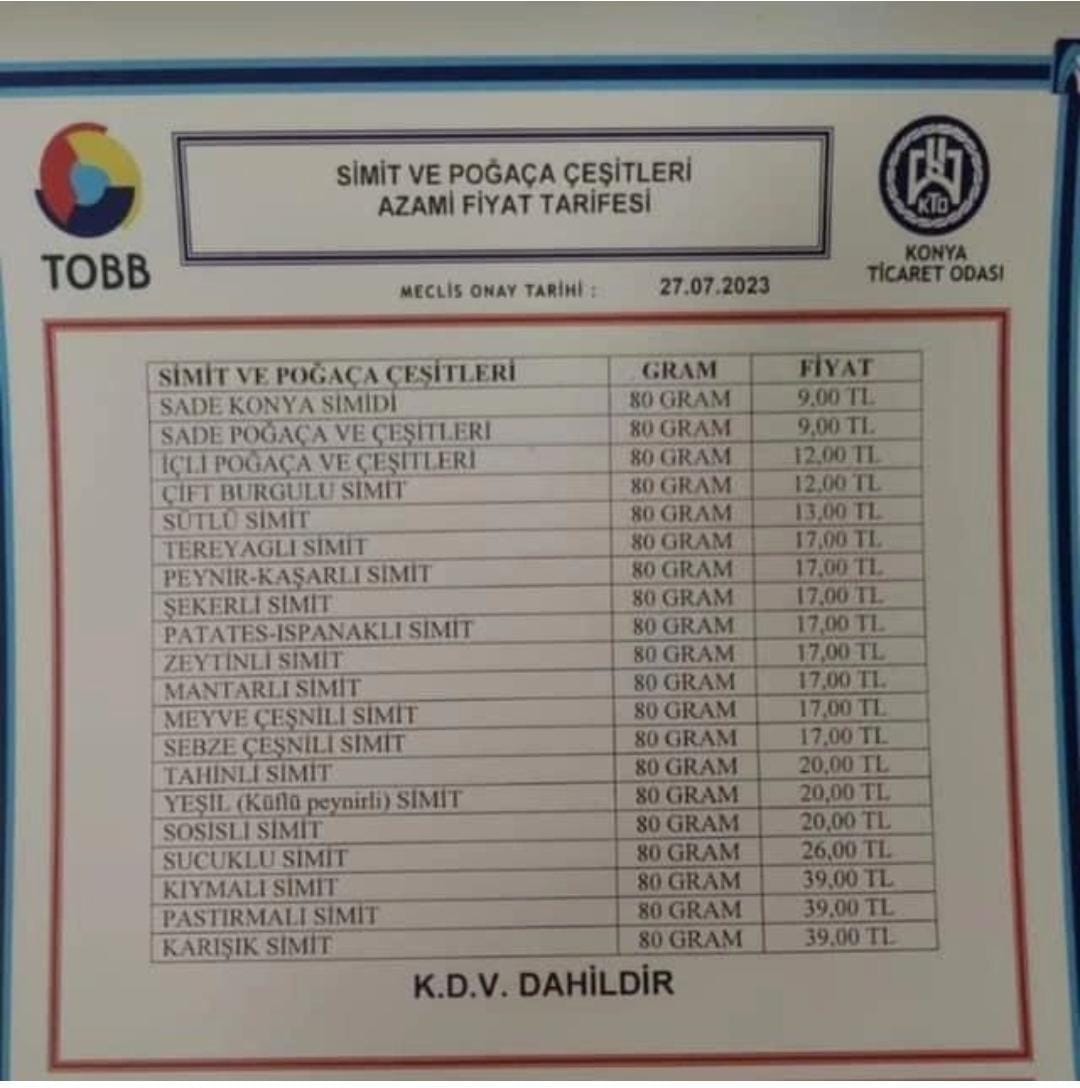 TOBB
SİMİT VE POĞAÇA ÇEŞİTLERİ
AZAMİ FİYAT TARİFESİ
KTO
KONYA
TİCARET ODASI
MECLİS ONAY TARİHİ : 27.07.2023
SİMİT VE POĞAÇA ÇEŞİTLERİ GRAM FİYAT
SADE KONYA SİMİDİ 80 GRAM 9,00 TL
SADE POĞAÇA VE ÇEŞİTLERİ 80 GRAM 9,00 TL
İÇLİ POĞAÇA VE ÇEŞİTLERİ 80 GRAM 12,00 TL
ÇİFT BURGULU SİMİT 80 GRAM 12,00 TL
SÜTLÜ SİMİT 80 GRAM 13,00 TL
TEREYAGLI SİMİT 80 GRAM 17,00 TL
PEYNİR-KAŞARLI SİMİT 80 GRAM 17,00 TL
ŞEKERLİ SİMİT 80 GRAM 17,00 TL
PATATES-ISPANAKLI SİMİT 80 GRAM 17,00 TL
ZEYTİNLİ SİMİT 80 GRAM 17,00 TL
MANTARLI SİMİT 80 GRAM 17,00 TL
MEYVE ÇEŞNİLİ SİMİT 80 GRAM 17,00 TL
SEBZE ÇEŞNİLİ SİMİT 80 GRAM 17,00 TL
TAHİNLİ SİMİT 80 GRAM 20,00 TL
YEŞİL (Küflü peynirli) SİMİT 80 GRAM 20,00 TL
SOSİSLİ SİMİT 80 GRAM 20,00 TL
SUCUKLU SİMİT 80 GRAM 26,00 TL
KIYMALI SİMİT 80 GRAM 39,00 TL
PASTIRMALI SİMİT 80 GRAM 39,00 TL
KARIŞIK SİMİT 80 GRAM 39,00 TL
K.D.V. DAHİLDİR